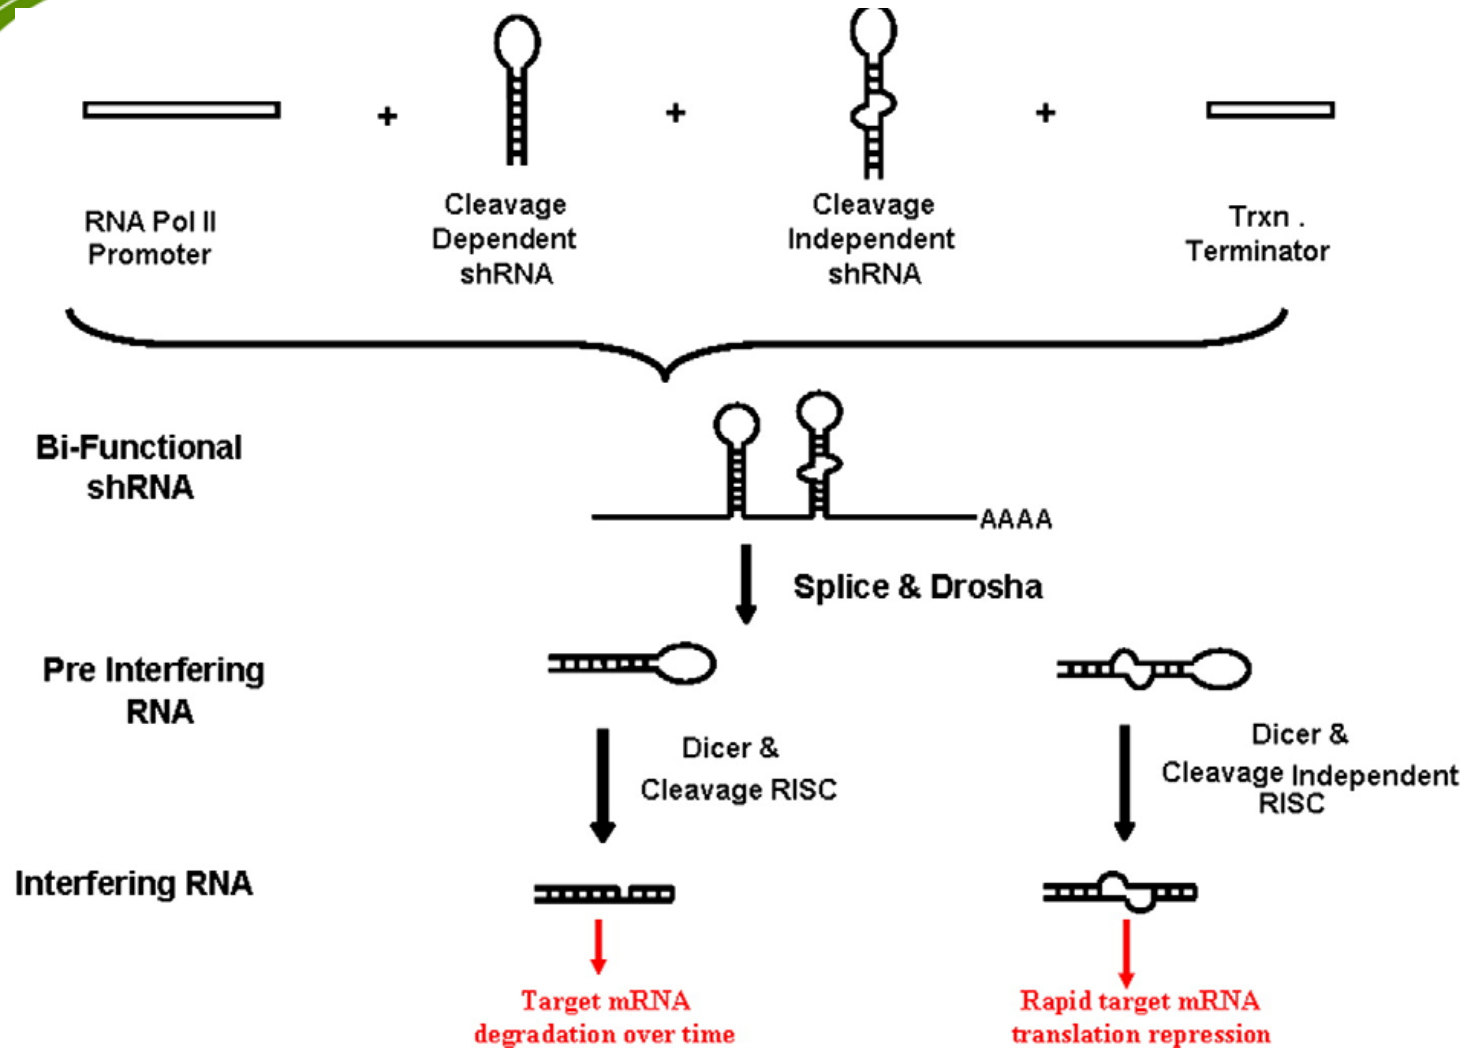 +
+
+
RNA Pol II
Promoter
Cleavage
Dependent
shRNA
Cleavage
Independent
shRNA
Trxn .
Terminator
Bi-Functional
shRNA
AAAA
Splice & Drosha
Pre Interfering
RNA
Dicer &
Cleavage RISC
Dicer &
Cleavage Independent
RISC
Interfering RNA
Target mRNA
degradation over time
Rapid target mRNA
translation repression